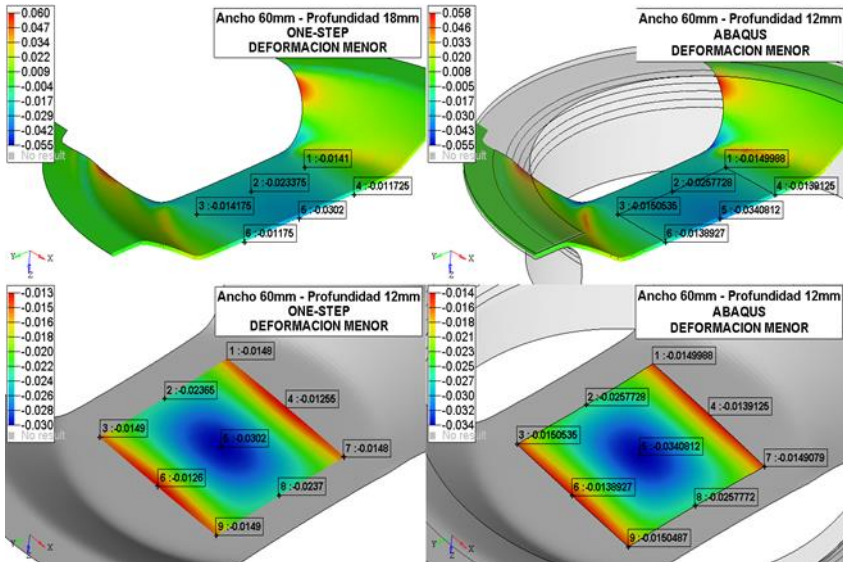 0.060
0.047
0.034
0.022
0.009
-0.004
-0.017
-0.030
-0.042
-0.055
No result
Ancho 60mm - Profundidad 18mm
ONE-STEP
DEFORMACION MENOR
1 :-0.0141
2 :-0.023375
3 :-0.014175
4 :-0.011725
6 :-0.0302
6 :-0.01175
Y
X
Z
0.058
0.045
0.033
0.020
0.008
-0.005
-0.017
-0.030
-0.043
-0.055
No result
Ancho 60mm - Profundidad 12mm
ABAQUS
DEFORMACION MENOR
1 :-0.0149988
2 :-0.0257728
3 :-0.0150535
4 :-0.0139125
5 :-0.0340812
6 :-0.0138927
Y
X
Z
-0.013
-0.015
-0.017
-0.019
-0.020
-0.022
-0.024
-0.026
-0.028
-0.030
No result
Ancho 60mm - Profundidad 12mm
ONE-STEP
DEFORMACION MENOR
1 :-0.0148
2 :-0.02365
3 :-0.0149
4 :-0.01255
-0.0302
6 :-0.0126
7 :-0.0148
8 :-0.0237
9 :-0.0149
Y
X
Z
-0.014
-0.016
-0.018
-0.021
-0.023
-0.025
-0.027
-0.030
-0.032
-0.034
No result
Ancho 60mm - Profundidad 12mm
ABAQUS
DEFORMACION MENOR
1 :-0.0149988
2 :-0.0257728
3 :-0.0150535
4 :-0.0139125
5 :-0.0340812
6 :-0.0138927
7 :-0.0149079
8 :-0.0257772
9 :-0.0150487
Y
X
Z